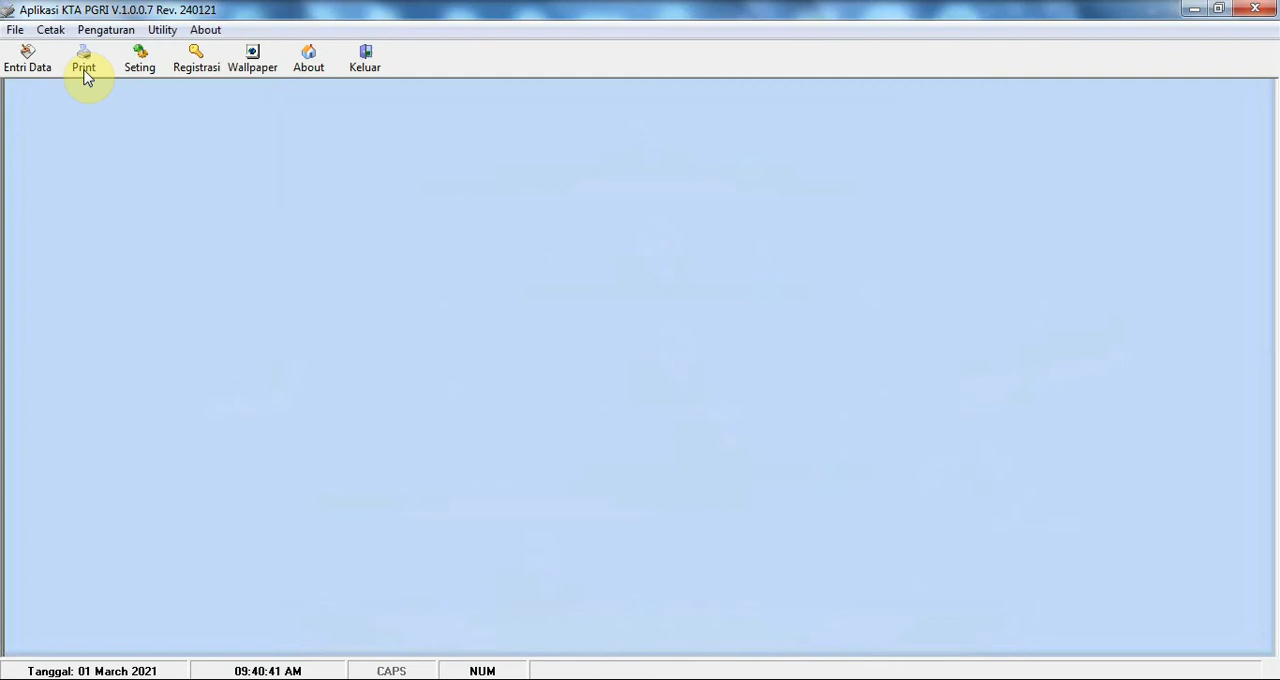 Aplikasi KTA PGRI V.1.0.0.7 Rev. 240121
File Cetak Pengaturan Utility About
Entri Data Print Seting Registrasi Wallpaper About Keluar
Tanggal: 01 March 2021 09:40:41 AM CAPS NUM